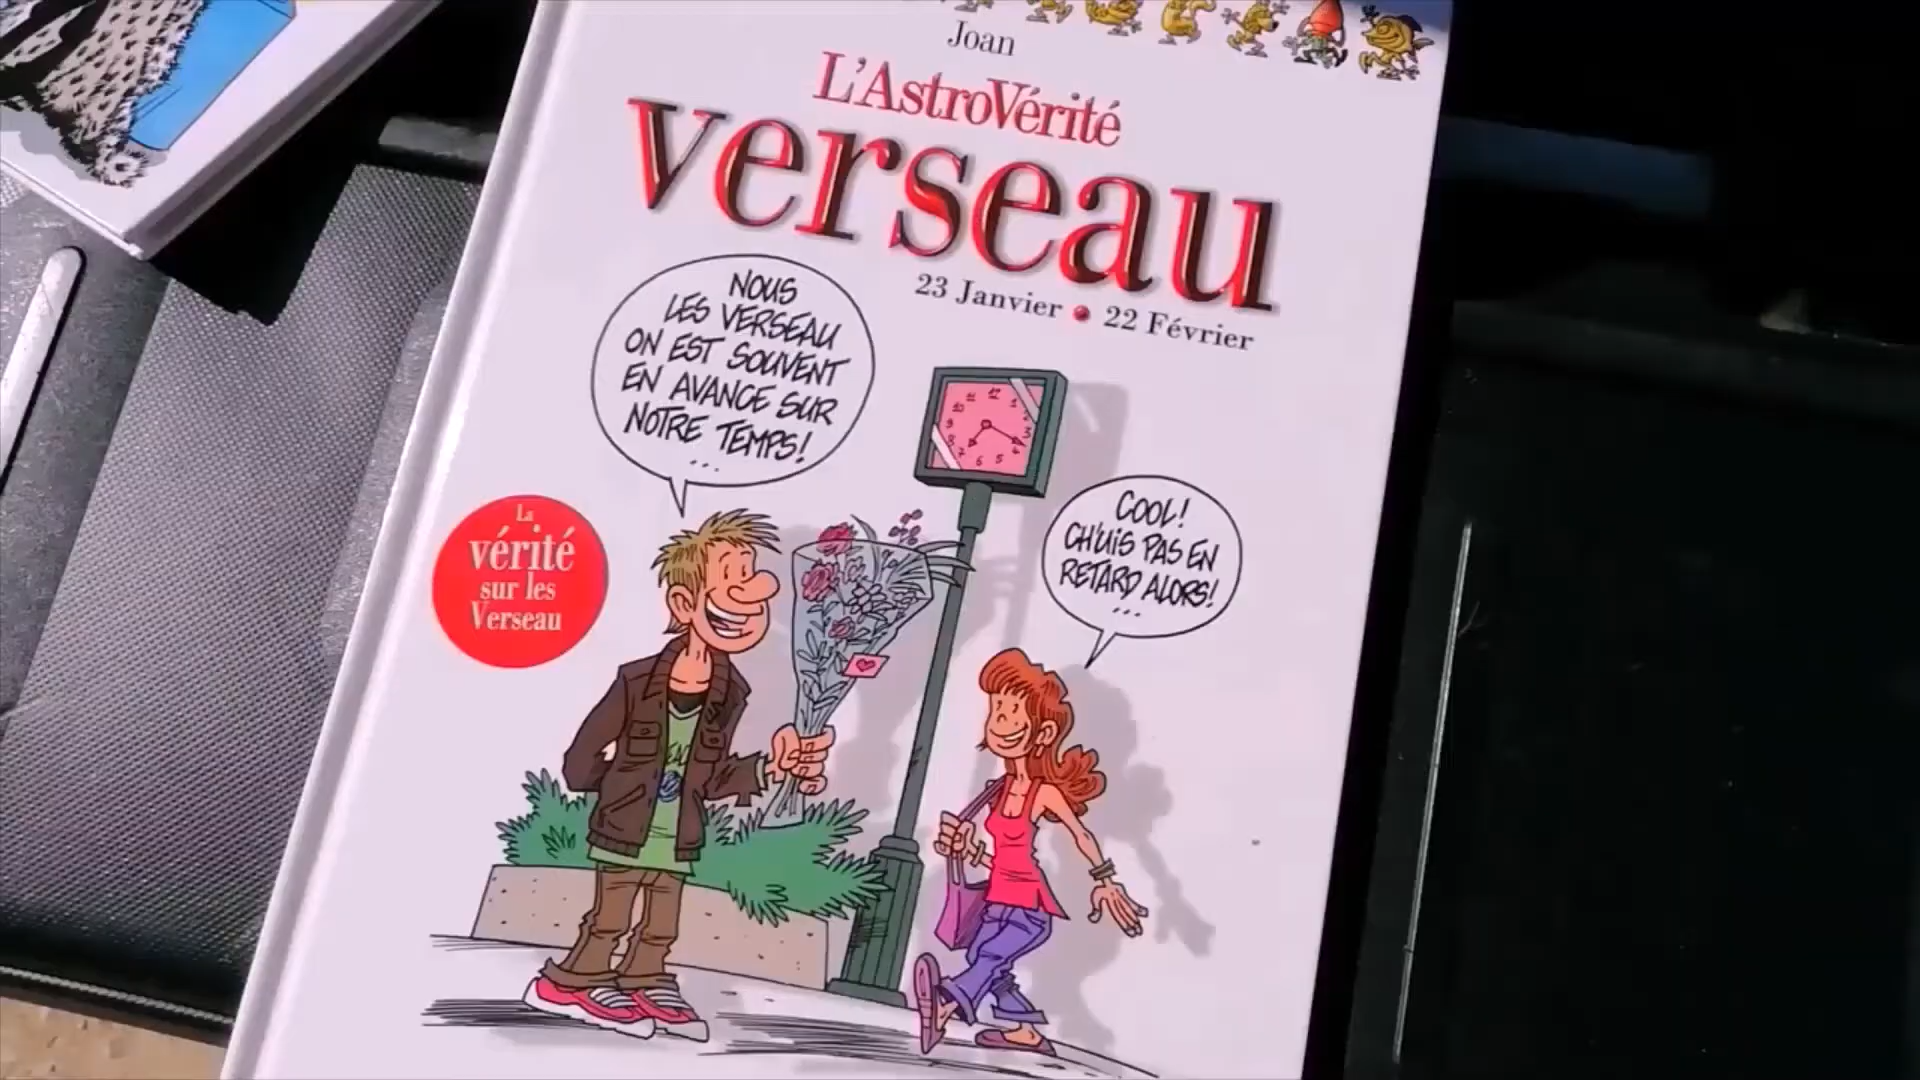 Joan
L'AstroVérité
verseau
23 Janvier • 22 Février
NOUS
LES VERSEAU
ON EST SOUVENT
EN AVANCE SUR
NOTRE TEMPS!
...
COOL!
CH'UIS PAS EN
RETARD ALORS!
...
La
vérité
sur les
Verseau